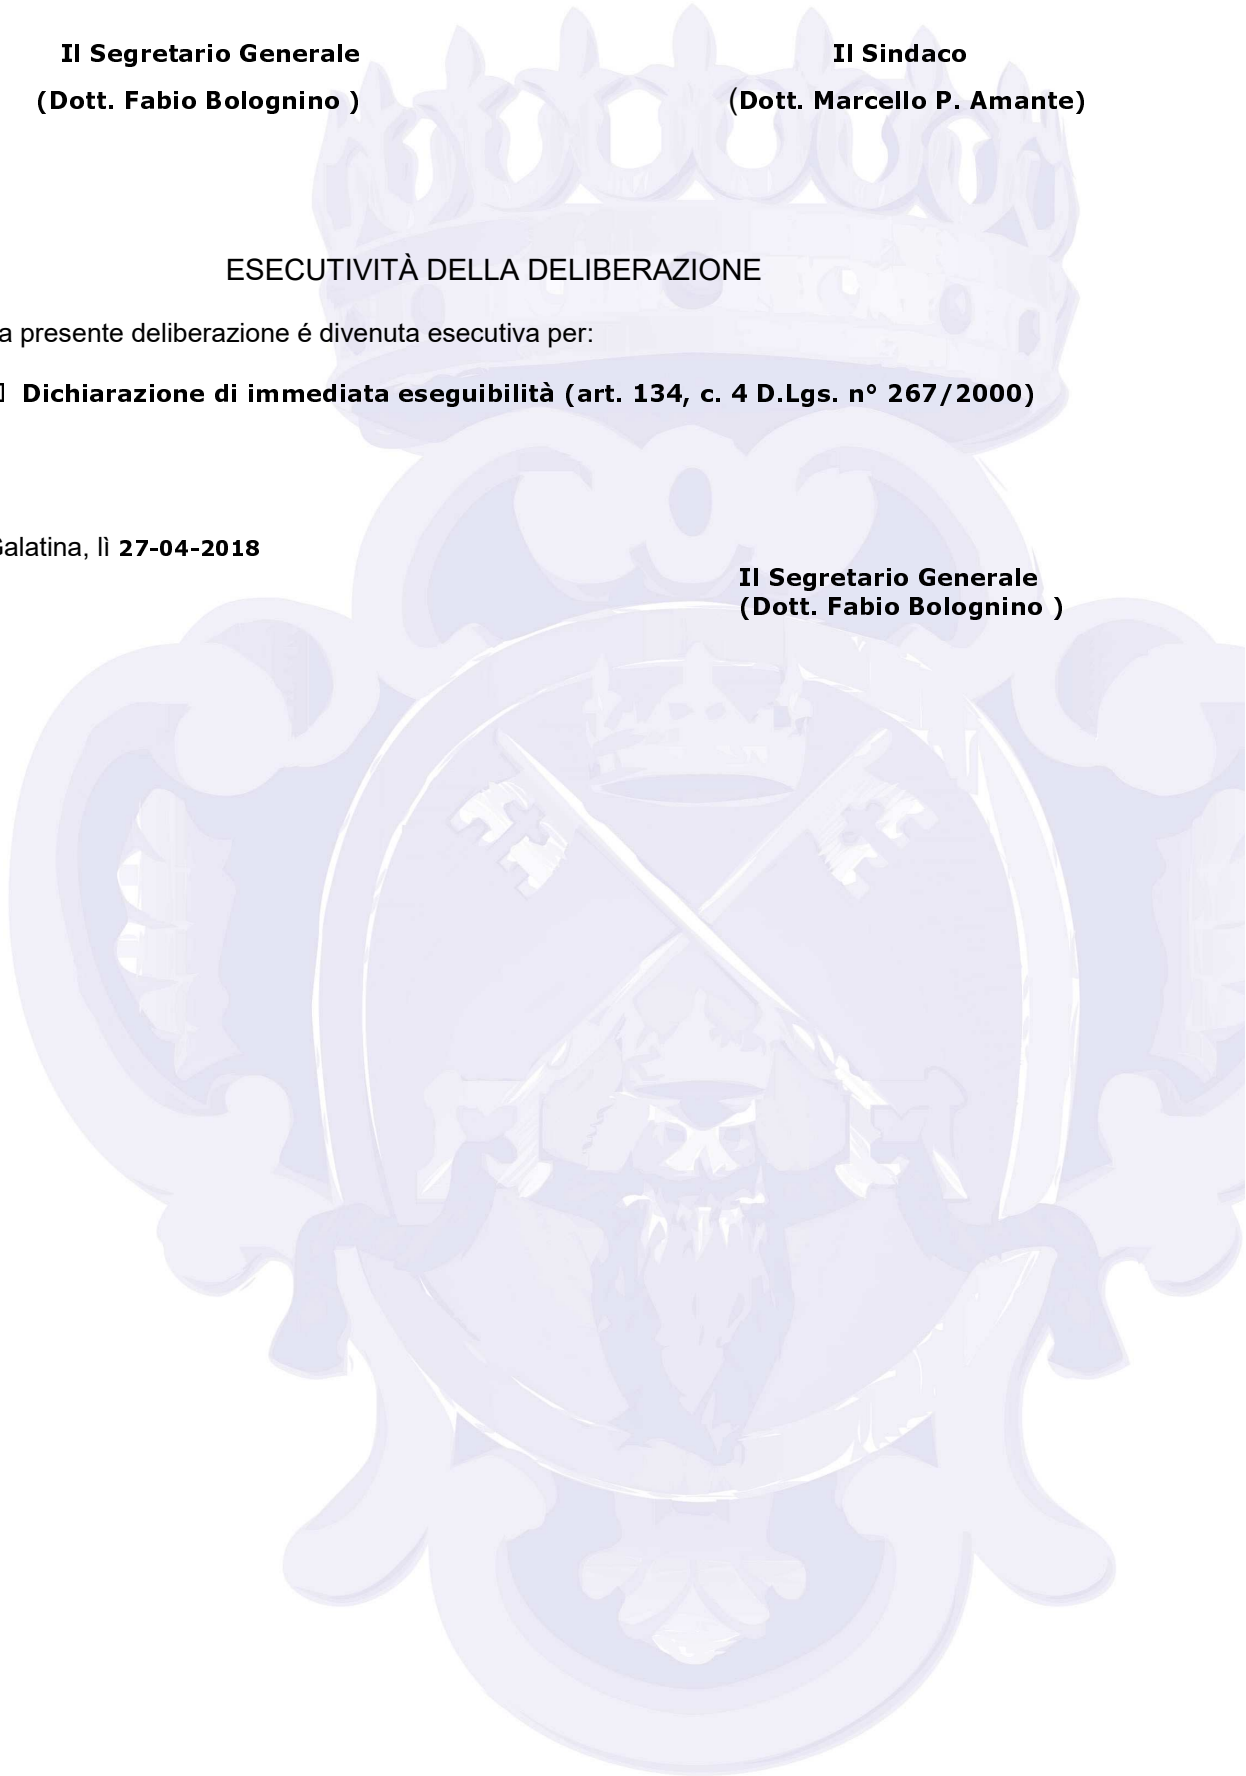 Il Segretario Generale Il Sindaco
(Dott. Fabio Bolognino ) (Dott. Marcello P. Amante)
ESECUTIVITÀ DELLA DELIBERAZIONE
a presente deliberazione é divenuta esecutiva per:
Dichiarazione di immediata eseguibilità (art. 134, c. 4 D.Lgs. n° 267/2000)
Galatina, lì 27-04-2018
Il Segretario Generale
(Dott. Fabio Bolognino )